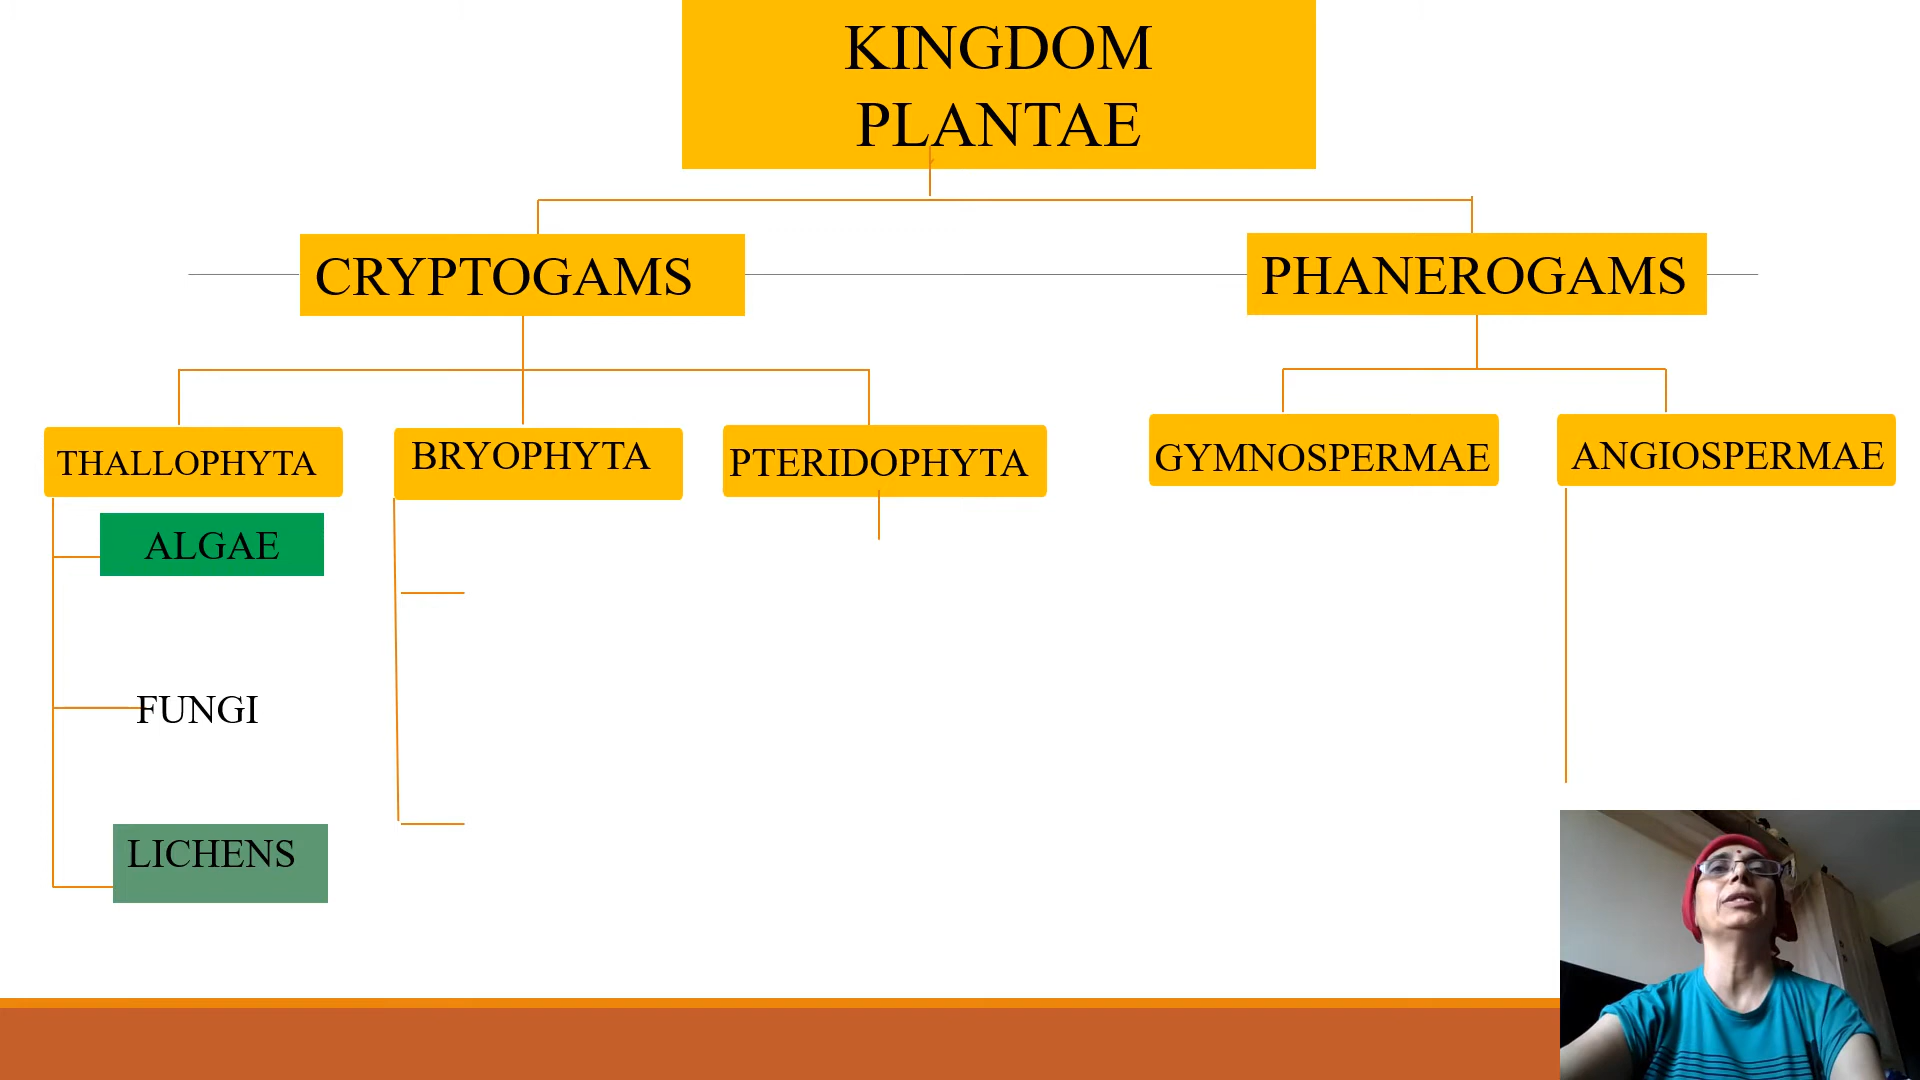 KINGDOM
PLANTAE
CRYPTOGAMS
PHANEROGAMS
THALLOPHYTA
BRYOPHYTA
PTERIDOPHYTA
GYMNOSPERMAE
ANGIOSPERMAE
ALGAE
FUNGI
LICHENS